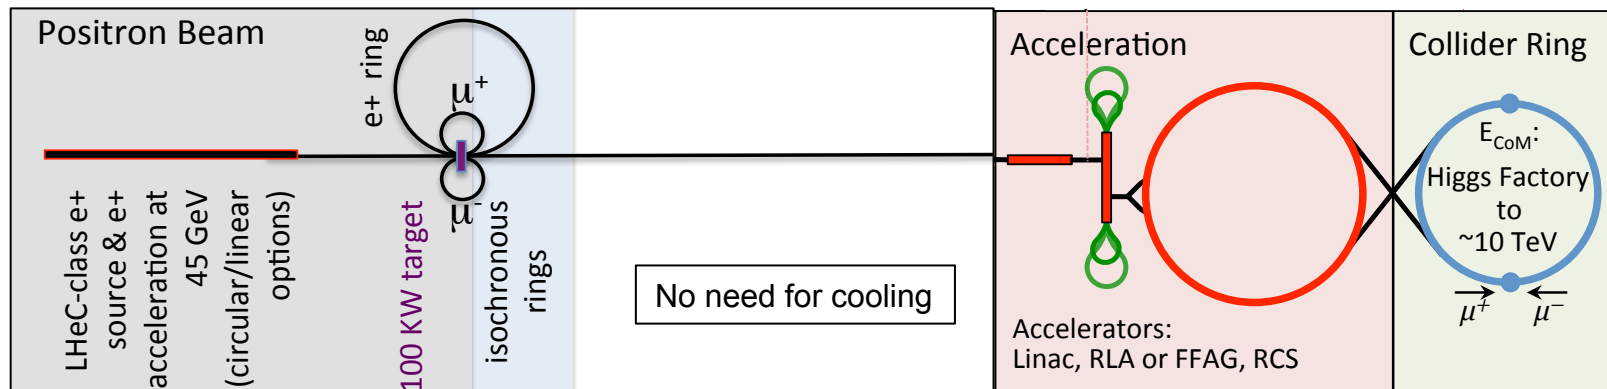 Positron Beam
e+ ring
μ⁺
μ⁻
LHeC-class e+
source & e+
acceleration at
45 GeV
(circular/linear
options)
100 KW target
isochronous
rings
No need for cooling
Acceleration
Accelerators:
Linac, RLA or FFAG, RCS
Collider Ring
E_CoM:
Higgs Factory
to
~10 TeV
μ⁺ μ⁻